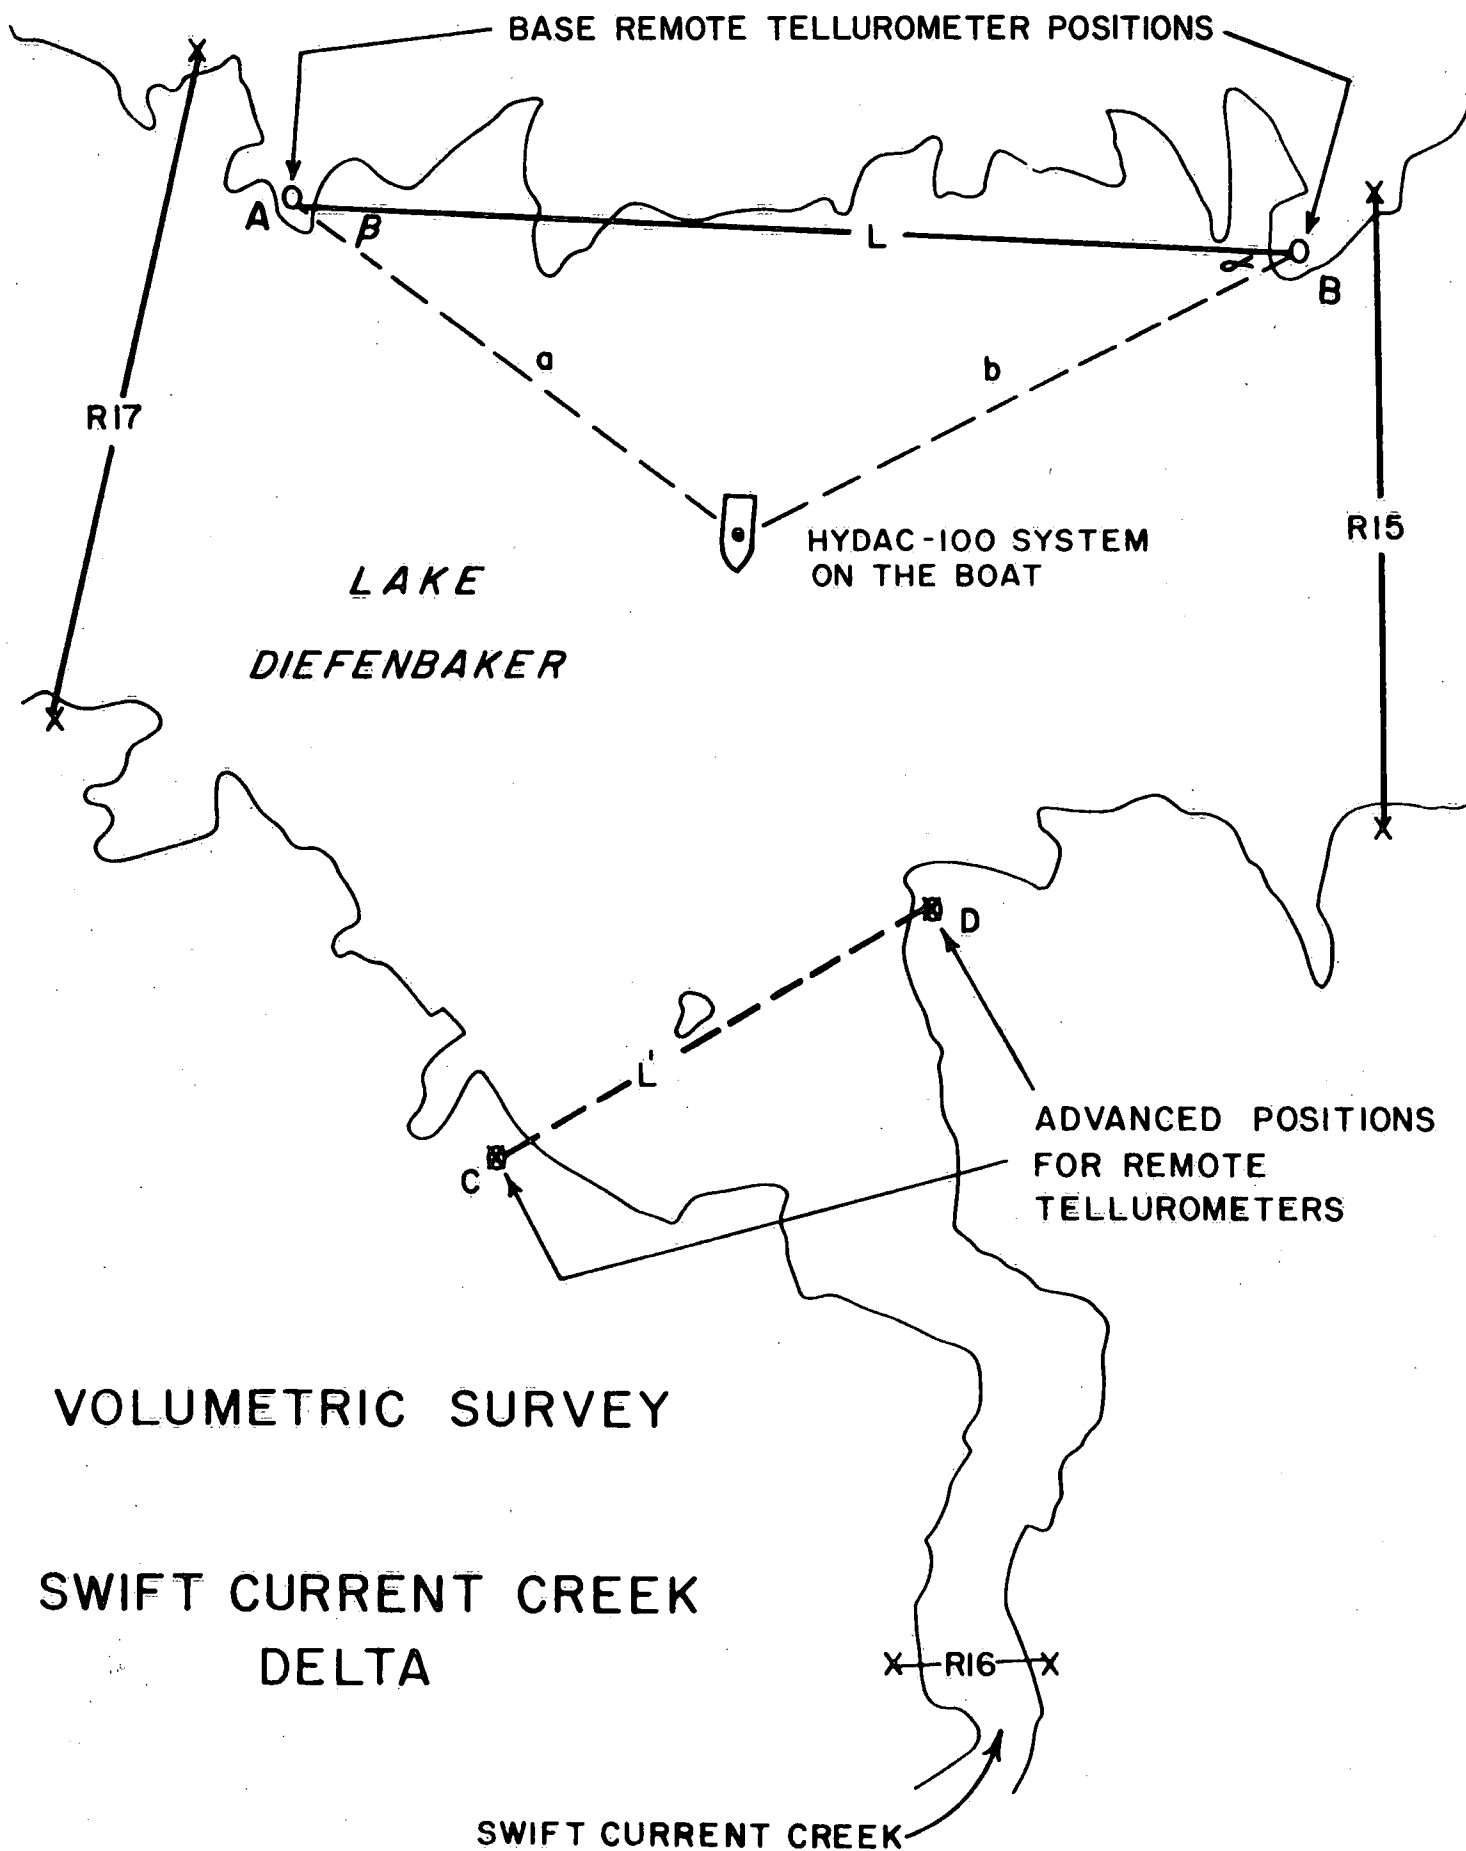 BASE REMOTE TELLUROMETER POSITIONS
A
β
L
α
B
a
b
R17
R15
HYDAC-100 SYSTEM
ON THE BOAT
LAKE
DIEFENBAKER
D
L'
C
ADVANCED POSITIONS
FOR REMOTE
TELLUROMETERS
VOLUMETRIC SURVEY
SWIFT CURRENT CREEK
DELTA
R16
SWIFT CURRENT CREEK